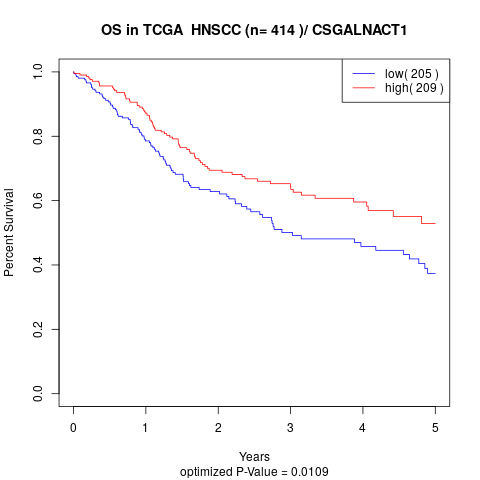 OS in TCGA  HNSCC (n= 414 )/ CSGALNACT1
low( 205 )
high( 209 )
Percent Survival
1.0
0.8
0.6
0.4
0.2
0.0
0 1 2 3 4 5
Years
optimized P-Value = 0.0109